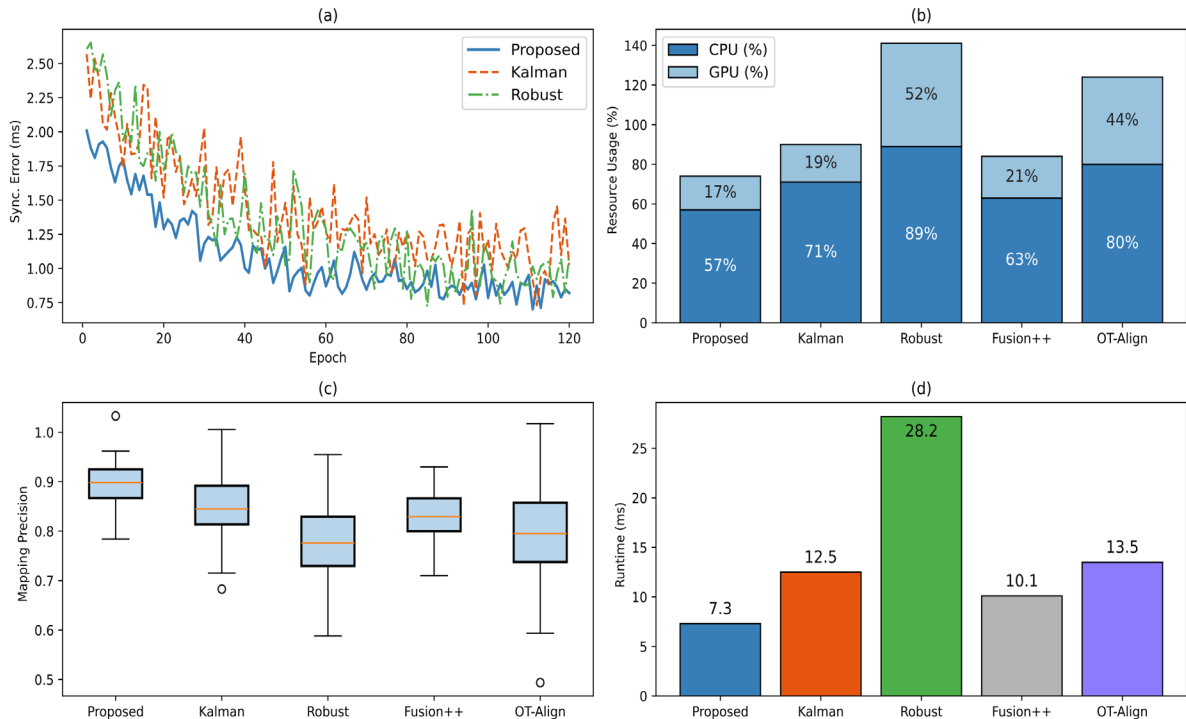 (a)
Sync. Error (ms)
2.50
2.25
2.00
1.75
1.50
1.25
1.00
0.75
Proposed
Kalman
Robust
0 20 40 60 80 100 120
Epoch
(b)
Resource Usage (%)
140
120
100
80
60
40
20
0
CPU (%)
GPU (%)
17%
57%
19%
71%
52%
89%
21%
63%
44%
80%
Proposed Kalman Robust Fusion++ OT-Align
(c)
Mapping Precision
1.0
0.9
0.8
0.7
0.6
0.5
Proposed Kalman Robust Fusion++ OT-Align
(d)
Runtime (ms)
25
20
15
10
5
0
7.3
12.5
28.2
10.1
13.5
Proposed Kalman Robust Fusion++ OT-Align